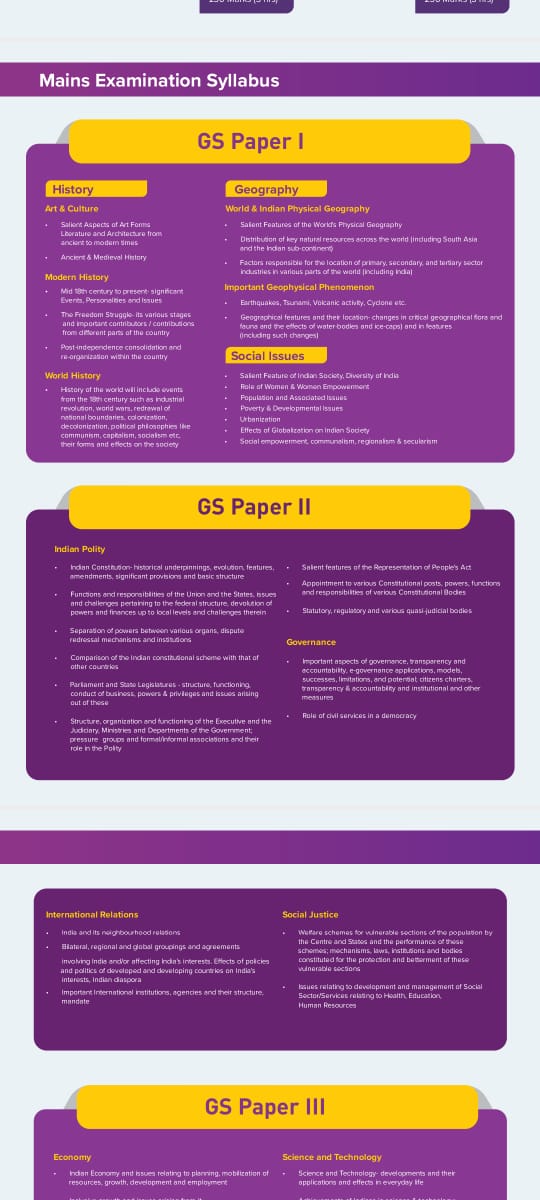 250 Marks (3 hrs)
250 Marks (3 hrs)
Mains Examination Syllabus
GS Paper I
History
Art & Culture
• Salient Aspects of Art Forms
Literature and Architecture from
ancient to modern times
• Ancient & Medieval History
Modern History
• Mid 18th century to present- significant
Events, Personalities and Issues
• The Freedom Struggle- its various stages
and important contributors / contributions
from different parts of the country
• Post-independence consolidation and
re-organization within the country
World History
• History of the world will include events
from the 18th century such as industrial
revolution, world wars, redrawal of
national boundaries, colonization,
decolonization, political philosophies like
communism, capitalism, socialism etc,
their forms and effects on the society
Geography
World & Indian Physical Geography
• Salient Features of the World's Physical Geography
• Distribution of key natural resources across the world (including South Asia
and the Indian sub-continent)
• Factors responsible for the location of primary, secondary, and tertiary sector
industries in various parts of the world (including India)
Important Geophysical Phenomenon
• Earthquakes, Tsunami, Volcanic activity, Cyclone etc.
• Geographical features and their location- changes in critical geographical flora and
fauna and the effects of water-bodies and ice-caps) and in features
(including such changes)
Social Issues
• Salient Feature of Indian Society, Diversity of India
• Role of Women & Women Empowerment
• Population and Associated Issues
• Poverty & Developmental Issues
• Urbanization
• Effects of Globalization on Indian Society
• Social empowerment, communalism, regionalism & secularism
GS Paper II
Indian Polity
• Indian Constitution- historical underpinnings, evolution, features,
amendments, significant provisions and basic structure
• Functions and responsibilities of the Union and the States, issues
and challenges pertaining to the federal structure, devolution of
powers and finances up to local levels and challenges therein
• Separation of powers between various organs, dispute
redressal mechanisms and institutions
• Comparison of the Indian constitutional scheme with that of
other countries
• Parliament and State Legislatures - structure, functioning,
conduct of business, powers & privileges and issues arising
out of these
• Structure, organization and functioning of the Executive and the
Judiciary, Ministries and Departments of the Government;
pressure groups and formal/informal associations and their
role in the Polity
• Salient features of the Representation of People's Act
• Appointment to various Constitutional posts, powers, functions
and responsibilities of various Constitutional Bodies
• Statutory, regulatory and various quasi-judicial bodies
Governance
• Important aspects of governance, transparency and
accountability, e-governance applications, models,
successes, limitations, and potential; citizens charters,
transparency & accountability and institutional and other
measures
• Role of civil services in a democracy
International Relations
• India and its neighbourhood relations
• Bilateral, regional and global groupings and agreements
involving India and/or affecting India's interests. Effects of policies
and politics of developed and developing countries on India's
interests, Indian diaspora
• Important International institutions, agencies and their structure,
mandate
Social Justice
• Welfare schemes for vulnerable sections of the population by
the Centre and States and the performance of these
schemes; mechanisms, laws, institutions and bodies
constituted for the protection and betterment of these
vulnerable sections
• Issues relating to development and management of Social
Sector/Services relating to Health, Education,
Human Resources
GS Paper III
Economy
• Indian Economy and issues relating to planning, mobilization of
resources, growth, development and employment
Science and Technology
• Science and Technology- developments and their
applications and effects in everyday life